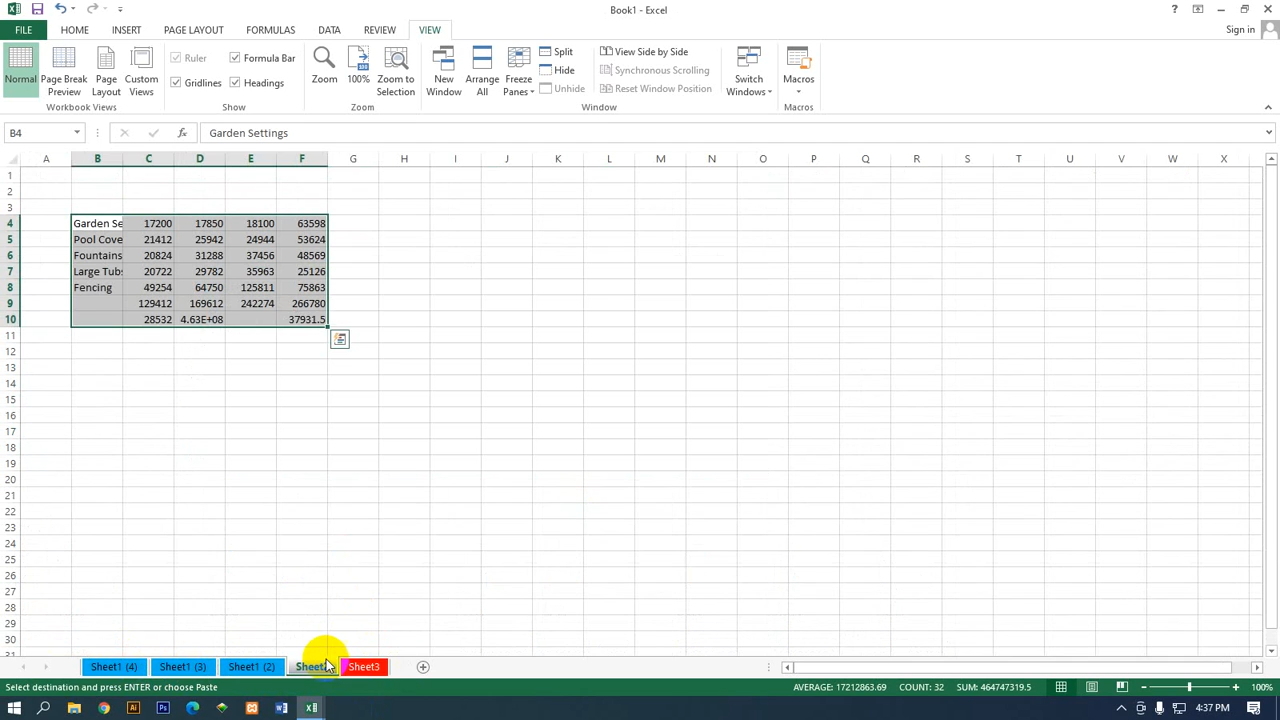 Book1 - Excel
? 
Sign in
FILE HOME INSERT PAGE LAYOUT FORMULAS DATA REVIEW VIEW
Normal Page Break Preview Page Layout Custom Views
Ruler Formula Bar
Gridlines Headings
Zoom 100% Zoom to Selection
New Window Arrange All Freeze Panes
Split
Hide
Unhide
View Side by Side
Synchronous Scrolling
Reset Window Position
Switch Windows Macros
Workbook Views Show Zoom Window Macros
B4 fx Garden Settings
A B C D E F G H I J K L M N O P Q R S T U V W X
1
2
3
4 Garden Se 17200 17850 18100 63598
5 Pool Cove 21412 25942 24944 53624
6 Fountains 20824 31288 37456 48569
7 Large Tubs 20722 29782 35963 25126
8 Fencing 49254 64750 125811 75863
9 129412 169612 242274 266780
10 28532 4.63E+08 37931.5
11
12
13
14
15
16
17
18
19
20
21
22
23
24
25
26
27
28
29
30
31
Sheet1 (4) Sheet1 (3) Sheet1 (2) Sheet3
Select destination and press ENTER or choose Paste AVERAGE: 17212863.69 COUNT: 32 SUM: 464747319.5 100%
4:37 PM